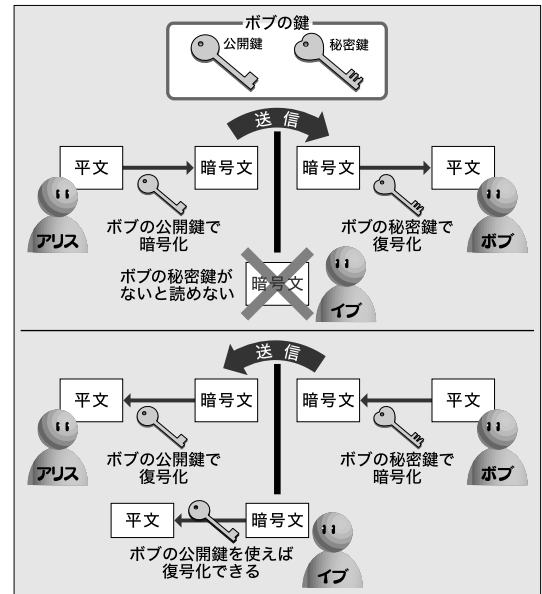 ボブの鍵
公開鍵
秘密鍵
送信
平文
暗号文
暗号文
平文
アリス
ボブの公開鍵で
暗号化
ボブの秘密鍵で
復号化
ボブ
ボブの秘密鍵が
ないと読めない
暗号文
イブ
送信
平文
暗号文
暗号文
平文
アリス
ボブの公開鍵で
復号化
ボブの秘密鍵で
暗号化
ボブ
平文
暗号文
ボブの公開鍵を使えば
復号化できる
イブ